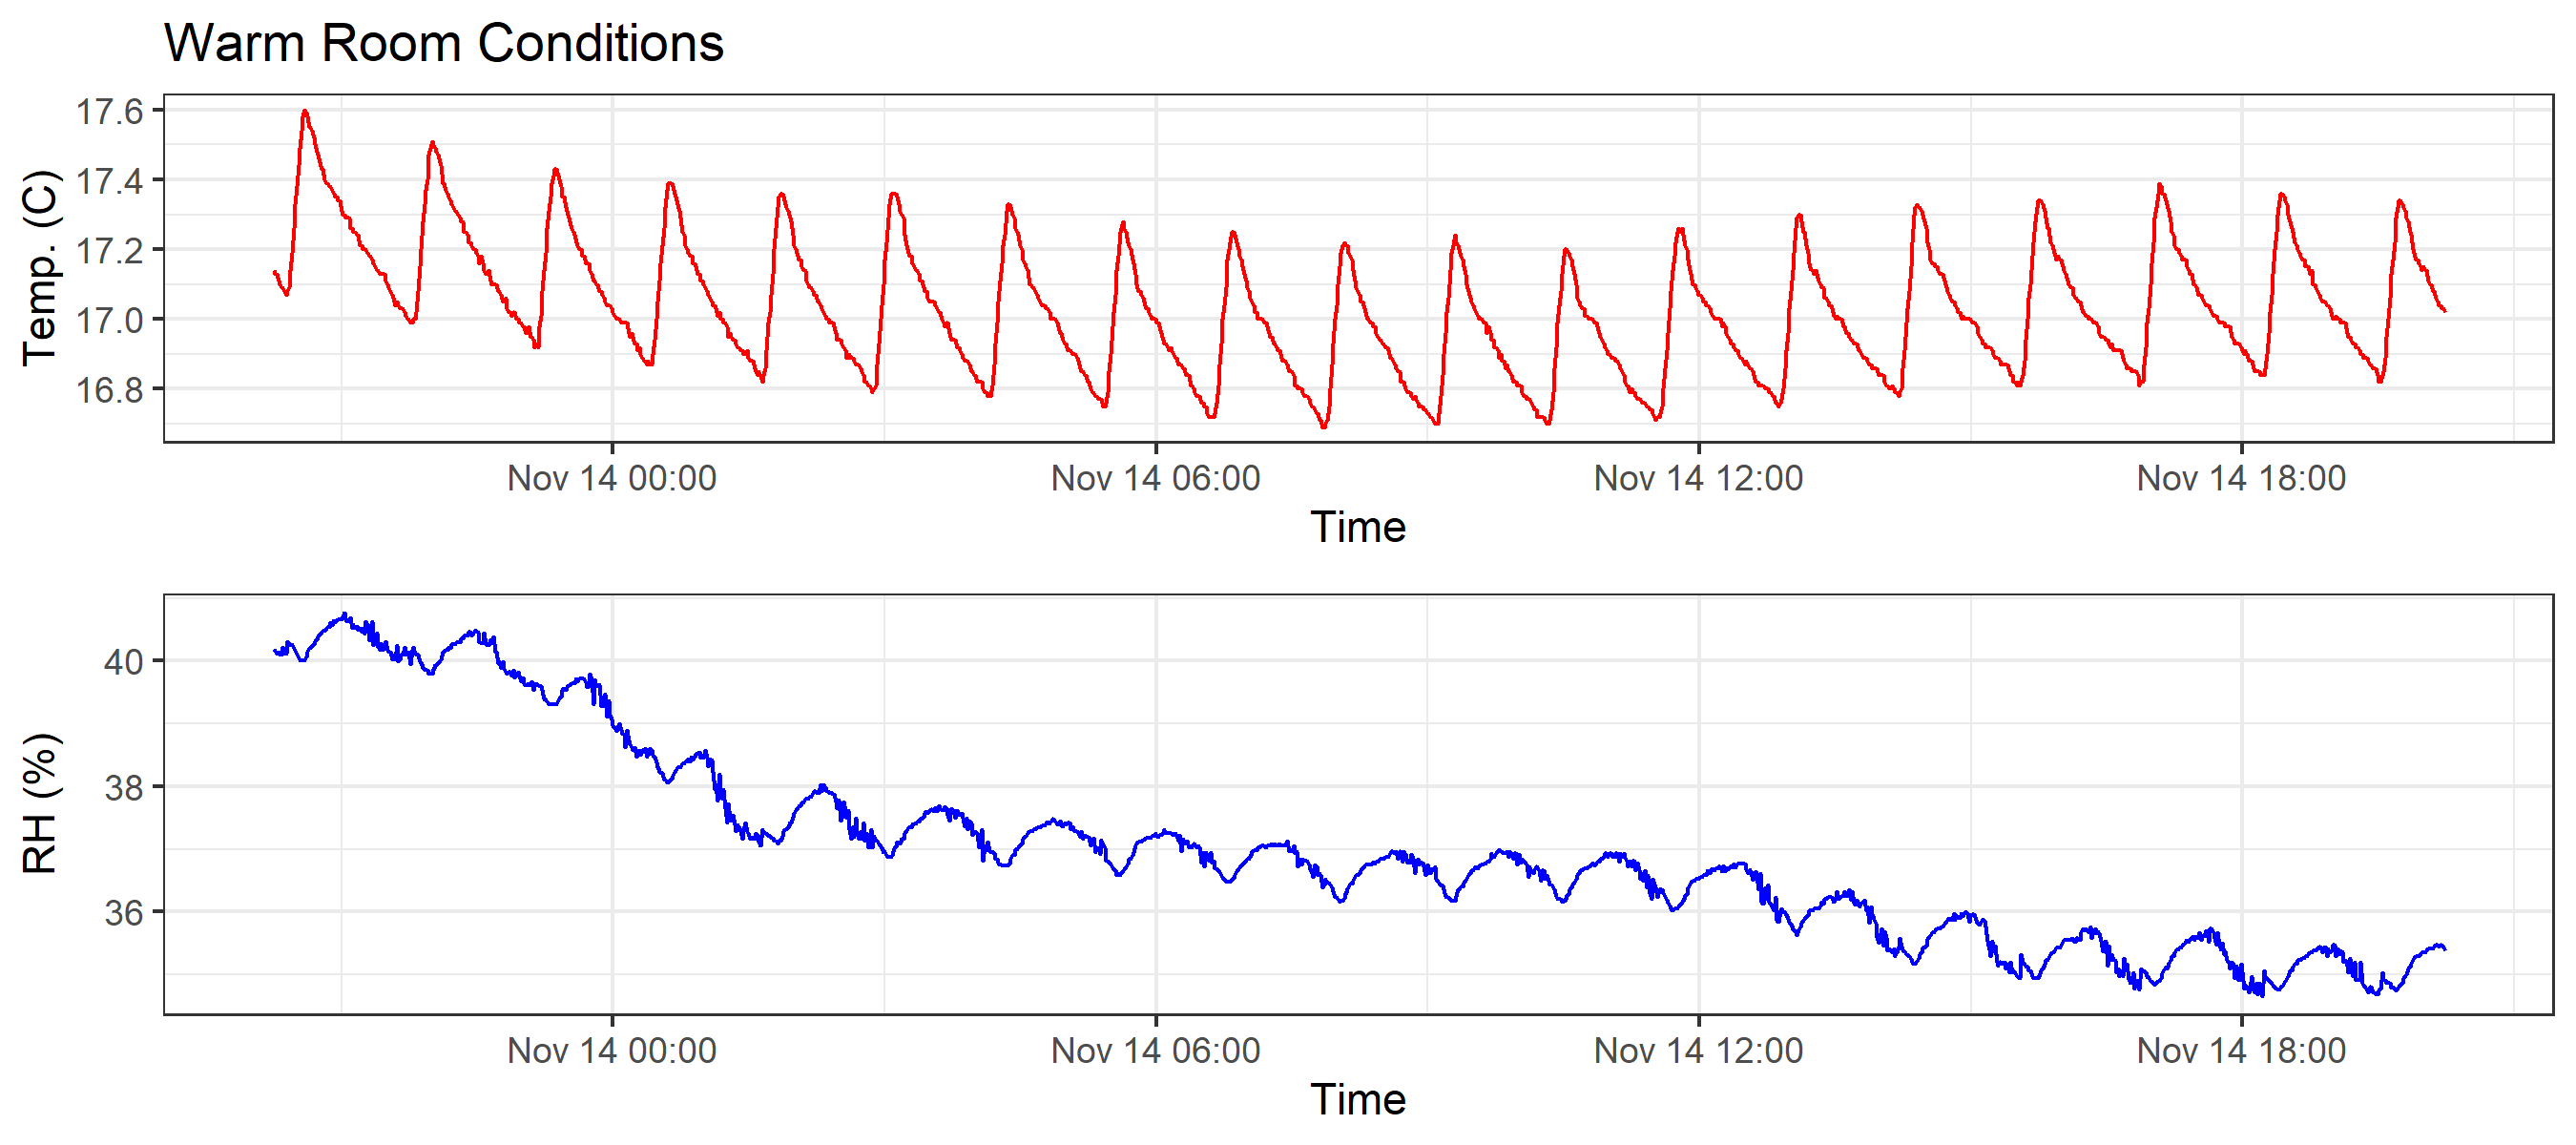 Warm Room Conditions
Temp. (C)
17.6
17.4
17.2
17.0
16.8
Nov 14 00:00 Nov 14 06:00 Nov 14 12:00 Nov 14 18:00
Time
RH (%)
40
38
36
Nov 14 00:00 Nov 14 06:00 Nov 14 12:00 Nov 14 18:00
Time